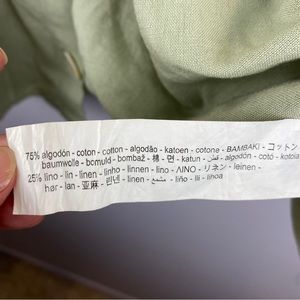 75% algodón - coton - cotton - algodão - katoen - cotone - BAMBAKI - コットン
baumwolle - bomuld - bombaž - 棉 - 면 - katun - قطن - algodón - cotó - kotoia
25% lino - lin - linen - linho - linnen - lino - ΛΙΝΟ - リネン - leinen -
hør - lan - 亚麻 - 린넨 - linen - liño - lli - lihoa